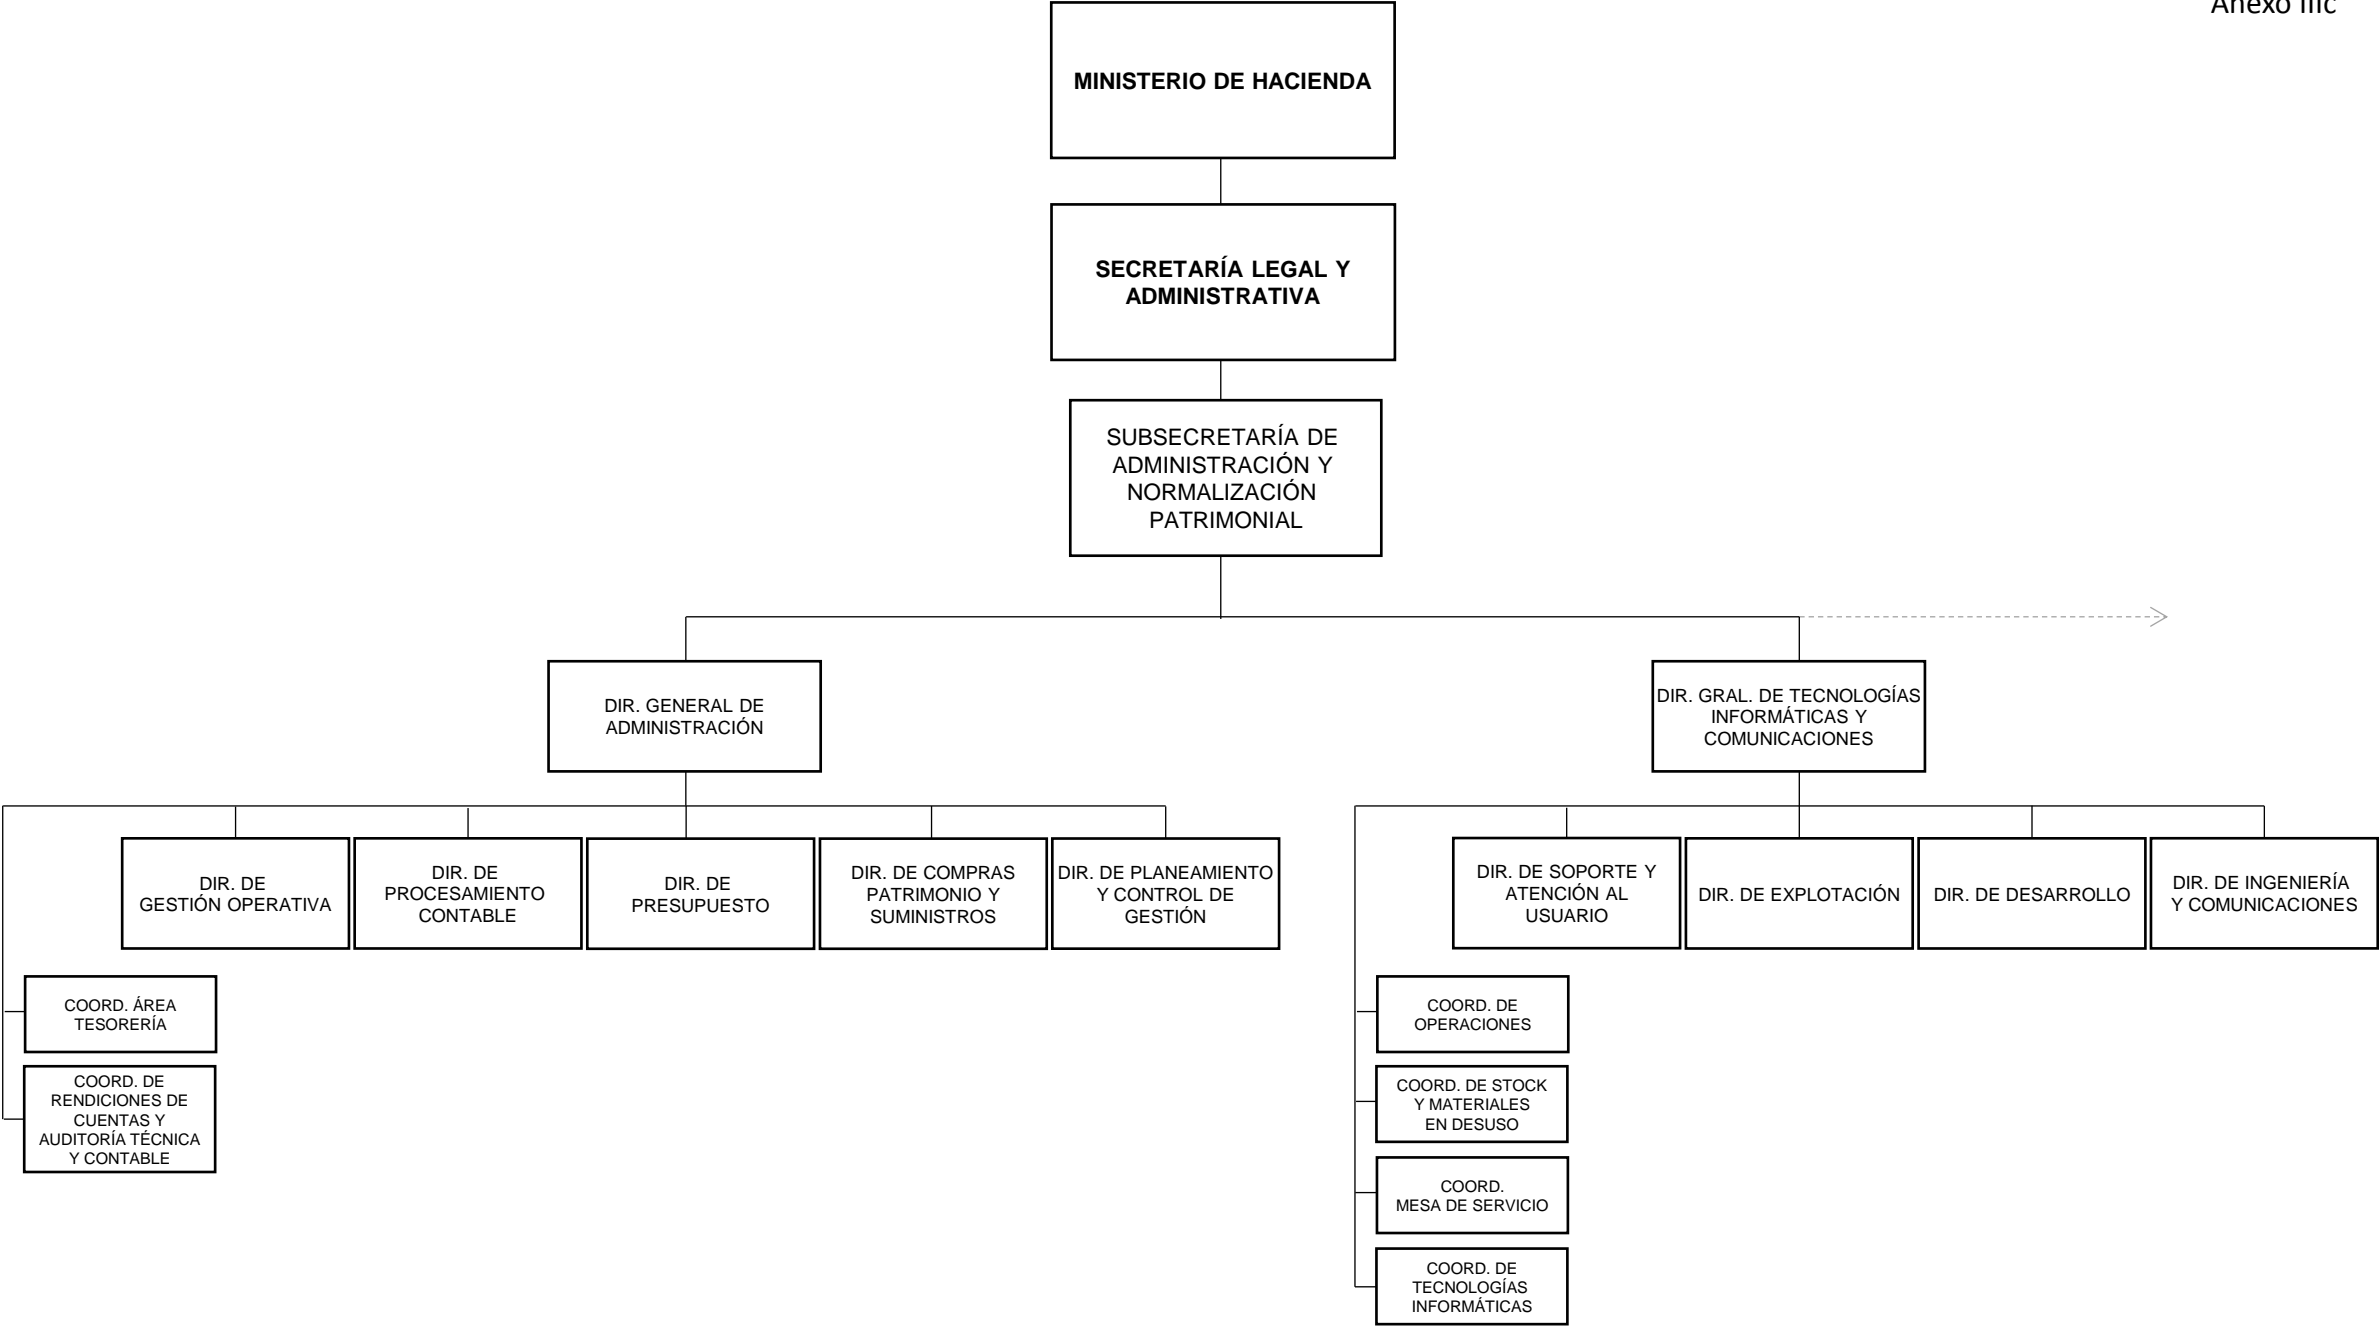 Anexo IIIc
MINISTERIO DE HACIENDA
SECRETARÍA LEGAL Y
ADMINISTRATIVA
SUBSECRETARÍA DE
ADMINISTRACIÓN Y
NORMALIZACIÓN
PATRIMONIAL
DIR. GENERAL DE
ADMINISTRACIÓN
DIR. GRAL. DE TECNOLOGÍAS
INFORMÁTICAS Y
COMUNICACIONES
DIR. DE
GESTIÓN OPERATIVA
DIR. DE
PROCESAMIENTO
CONTABLE
DIR. DE
PRESUPUESTO
DIR. DE COMPRAS
PATRIMONIO Y
SUMINISTROS
DIR. DE PLANEAMIENTO
Y CONTROL DE
GESTIÓN
DIR. DE SOPORTE Y
ATENCIÓN AL
USUARIO
DIR. DE EXPLOTACIÓN
DIR. DE DESARROLLO
DIR. DE INGENIERÍA
Y COMUNICACIONES
COORD. ÁREA
TESORERÍA
COORD. DE
RENDICIONES DE
CUENTAS Y
AUDITORÍA TÉCNICA
Y CONTABLE
COORD. DE
OPERACIONES
COORD. DE STOCK
Y MATERIALES
EN DESUSO
COORD.
MESA DE SERVICIO
COORD. DE
TECNOLOGÍAS
INFORMÁTICAS